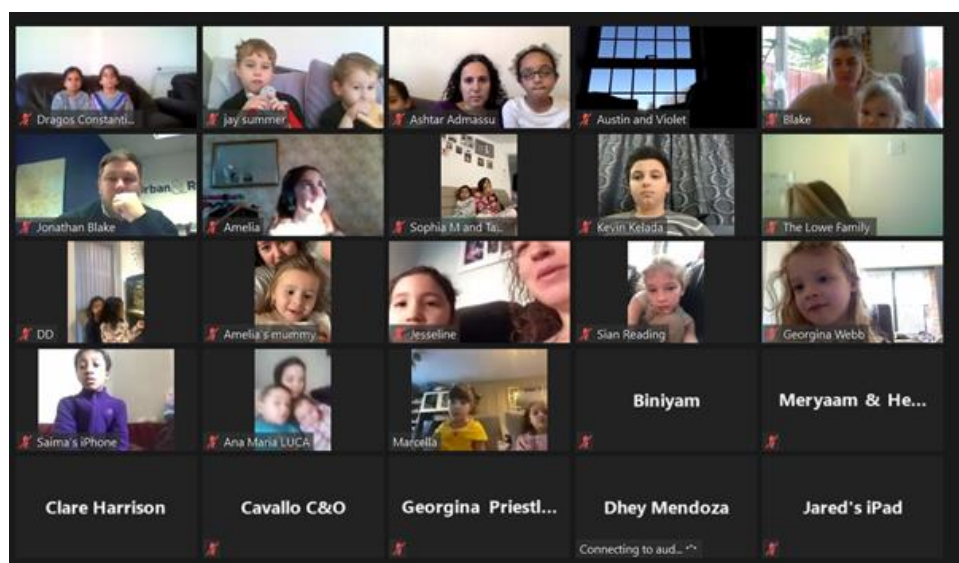 Dragos Constanti...
jay summer
Ashtar Admassu
Austin and Violet
Blake
Jonathan Blake
Amelia
Sophia M and Ta...
Kevin Kelada
The Lowe Family
DD
Amelia's mummy
Jesseline
Sian Reading
Georgina Webb
Saima's iPhone
Ana Maria LUCA
Marcella
Biniyam
Meryaam & He...
Clare Harrison
Cavallo C&O
Georgina Priestl...
Dhey Mendoza
Connecting to aud...
Jared's iPad